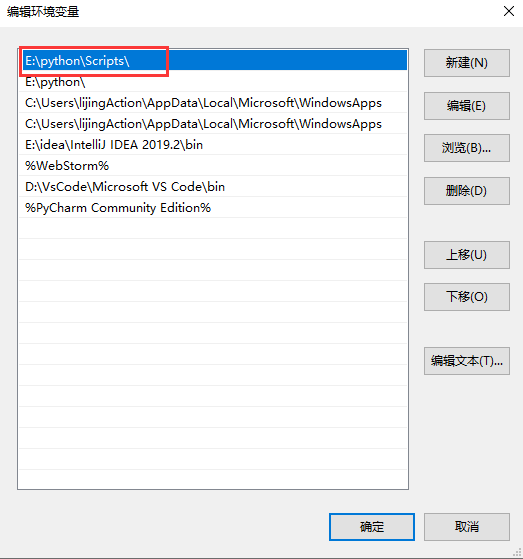 编辑环境变量
E:\python\Scripts\
E:\python\
C:\Users\lijingAction\AppData\Local\Microsoft\WindowsApps
C:\Users\lijingAction\AppData\Local\Microsoft\WindowsApps
E:\idea\IntelliJ IDEA 2019.2\bin
%WebStorm%
D:\VsCode\Microsoft VS Code\bin
%PyCharm Community Edition%
新建(N)
编辑(E)
浏览(B)...
删除(D)
上移(U)
下移(O)
编辑文本(T)...
确定
取消